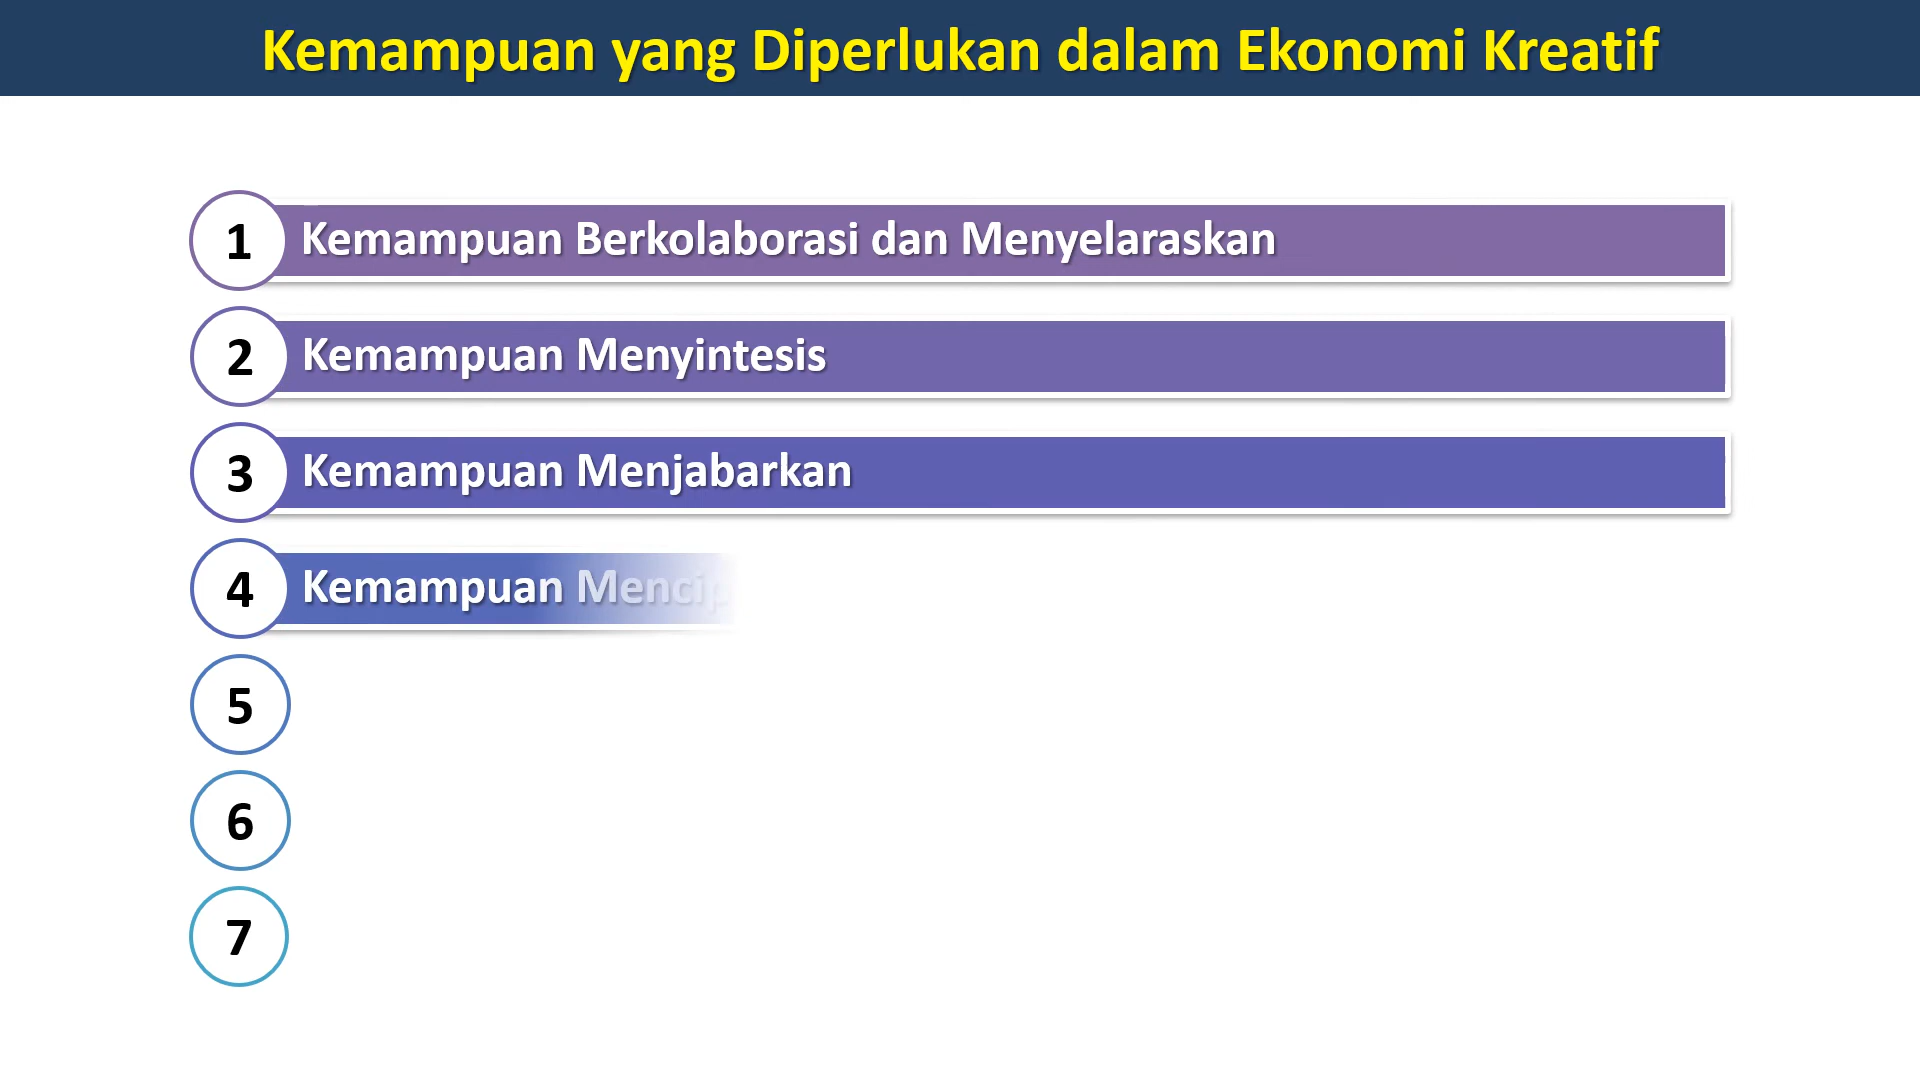 Kemampuan yang Diperlukan dalam Ekonomi Kreatif
1 Kemampuan Berkolaborasi dan Menyelaraskan
2 Kemampuan Menyintesis
3 Kemampuan Menjabarkan
4 Kemampuan
5
6
7